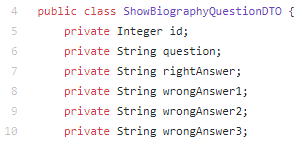 4 public class ShowBiographyQuestionDTO {
5 private Integer id;
6 private String question;
7 private String rightAnswer;
8 private String wrongAnswer1;
9 private String wrongAnswer2;
10 private String wrongAnswer3;